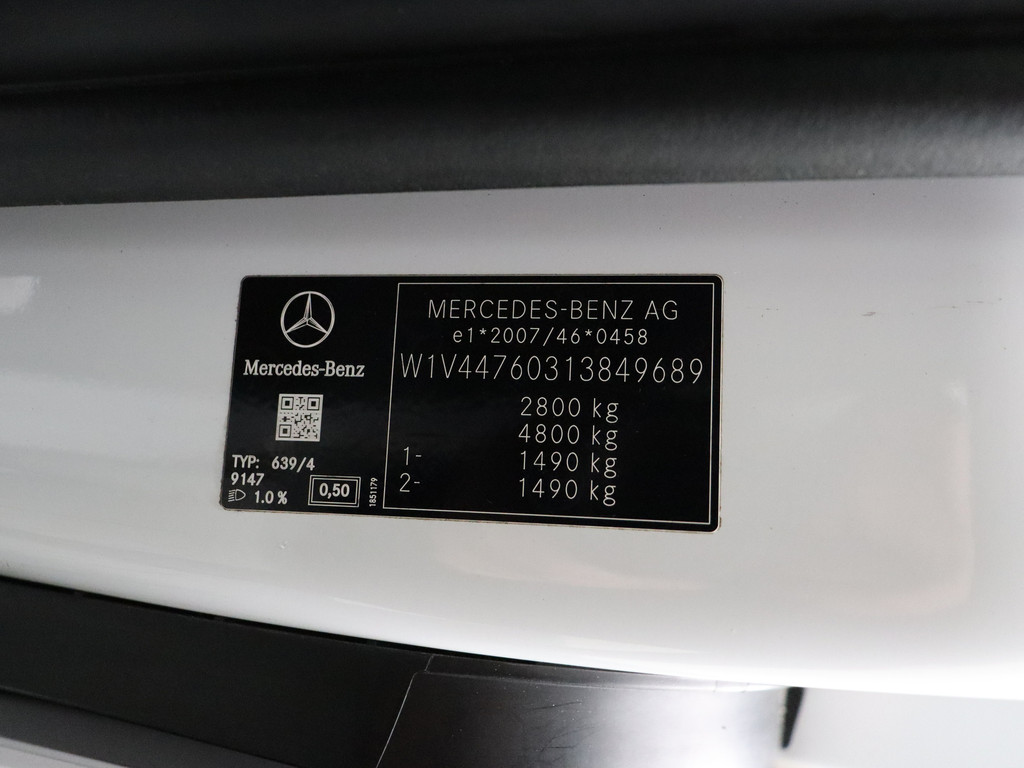 Mercedes-Benz
TYP: 639/4
9147
1.0 %
0,50
1851179
MERCEDES-BENZ AG
e1*2007/46*0458
W1V44760313849689
2800 kg
4800 kg
1- 1490 kg
2- 1490 kg